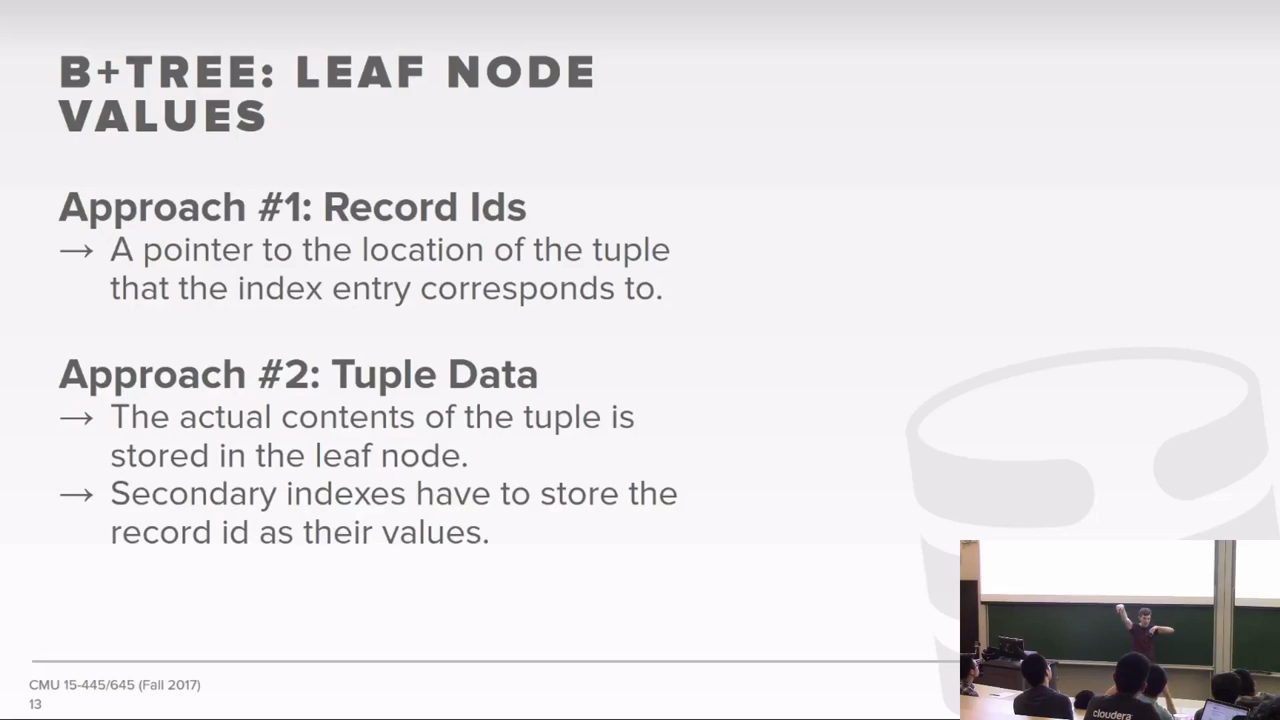 B+TREE: LEAF NODE
VALUES
Approach #1: Record Ids
→ A pointer to the location of the tuple
that the index entry corresponds to.
Approach #2: Tuple Data
→ The actual contents of the tuple is
stored in the leaf node.
→ Secondary indexes have to store the
record id as their values.
CMU 15-445/645 (Fall 2017)
13
cloudera